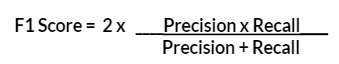 F1 Score = 2 x Precision x Recall
Precision + Recall